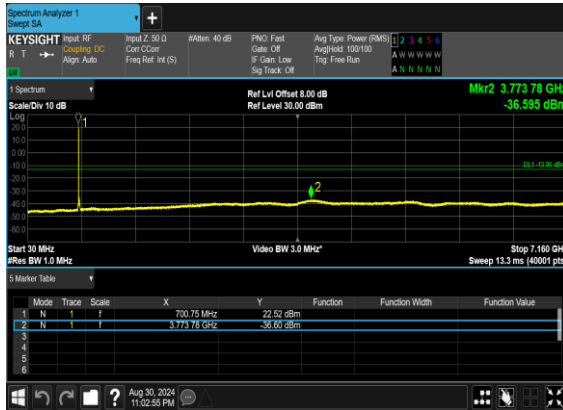 Spectrum Analyzer 1
Swept SA
+
KEYSIGHT
R T
LXI
Input: RF
Coupling: DC
Align: Auto
Input Z: 50 Ω
Corr CCorr
Freq Ref: Int (S)
#Atten: 40 dB
PNO: Fast
Gate: Off
IF Gain: Low
Sig Track: Off
Avg Type: Power (RMS)
Avg|Hold: 100/100
Trig: Free Run
1 2 3 4 5 6
A W W W W W
A N N N N N
1 Spectrum
Scale/Div 10 dB
Log
Ref Lvl Offset 8.00 dB
Ref Level 30.00 dBm
Mkr2 3.773 78 GHz
-36.595 dBm
1
20.0
10.0
0.00
-10.0
DL1 -13.00 dBm
-20.0
-30.0
2
-40.0
-50.0
-60.0
Start 30 MHz
#Res BW 1.0 MHz
Video BW 3.0 MHz*
Stop 7.160 GHz
Sweep 13.3 ms (40001 pts)
5 Marker Table
Mode Trace Scale X Y Function Function Width Function Value
1 N 1 f 700.75 MHz 22.52 dBm
2 N 1 f 3.773 78 GHz -36.60 dBm
3
4
5
6
?
Aug 30, 2024
11:02:55 PM